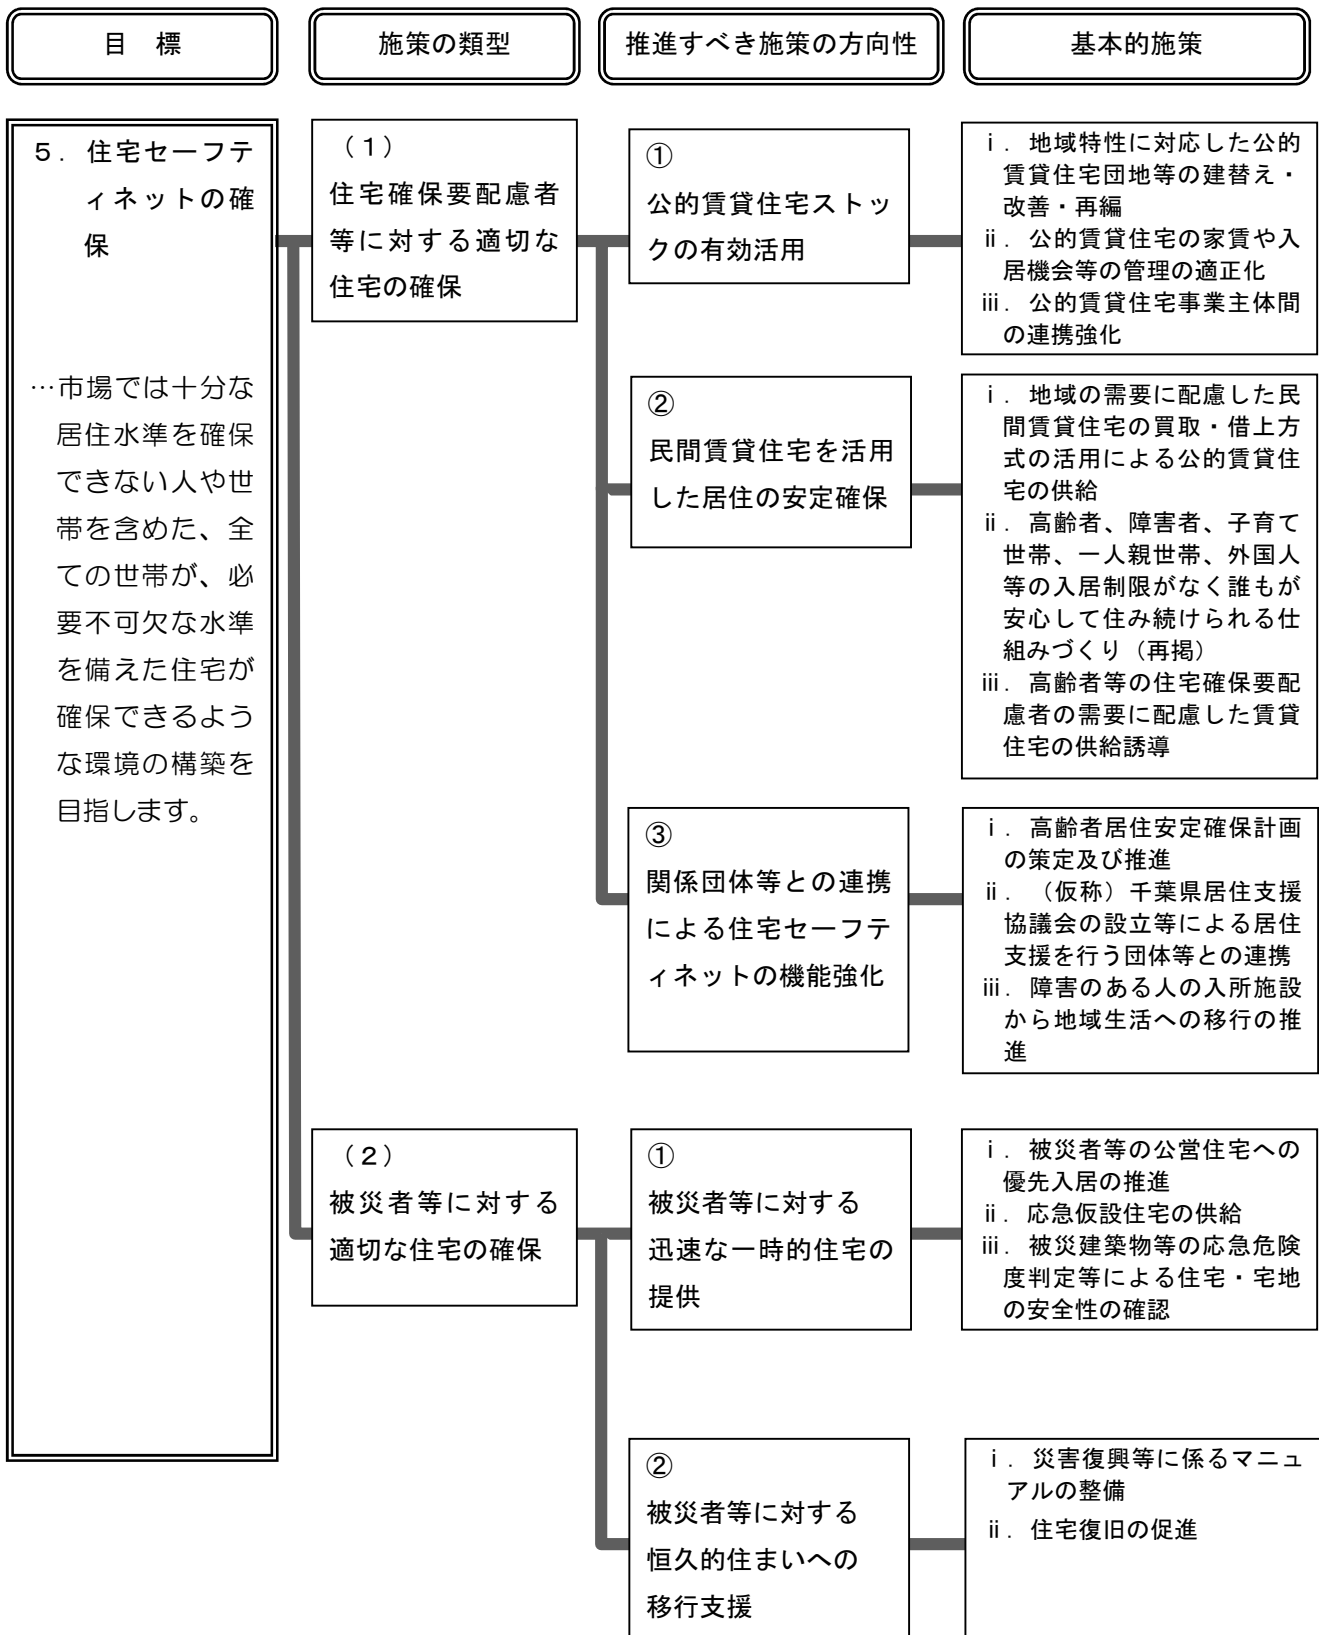 目　標
施策の類型
推進すべき施策の方向性
基本的施策
５．住宅セーフテ
ィネットの確
保
…市場では十分な
居住水準を確保
できない人や世
帯を含めた、全
ての世帯が、必
要不可欠な水準
を備えた住宅が
確保できるよう
な環境の構築を
目指します。
（１）
住宅確保要配慮者
等に対する適切な
住宅の確保
①
公的賃貸住宅ストッ
クの有効活用
ⅰ．地域特性に対応した公的
賃貸住宅団地等の建替え・
改善・再編
ⅱ．公的賃貸住宅の家賃や入
居機会等の管理の適正化
ⅲ．公的賃貸住宅事業主体間
の連携強化
②
民間賃貸住宅を活用
した居住の安定確保
ⅰ．地域の需要に配慮した民
間賃貸住宅の買取・借上方
式の活用による公的賃貸住
宅の供給
ⅱ．高齢者、障害者、子育て
世帯、一人親世帯、外国人
等の入居制限がなく誰もが
安心して住み続けられる仕
組みづくり（再掲）
ⅲ．高齢者等の住宅確保要配
慮者の需要に配慮した賃貸
住宅の供給誘導
③
関係団体等との連携
による住宅セーフテ
ィネットの機能強化
ⅰ．高齢者居住安定確保計画
の策定及び推進
ⅱ．（仮称）千葉県居住支援
協議会の設立等による居住
支援を行う団体等との連携
ⅲ．障害のある人の入所施設
から地域生活への移行の推
進
（２）
被災者等に対する
適切な住宅の確保
①
被災者等に対する
迅速な一時的住宅の
提供
ⅰ．被災者等の公営住宅への
優先入居の推進
ⅱ．応急仮設住宅の供給
ⅲ．被災建築物等の応急危険
度判定等による住宅・宅地
の安全性の確認
②
被災者等に対する
恒久的住まいへの
移行支援
ⅰ．災害復興等に係るマニュ
アルの整備
ⅱ．住宅復旧の促進